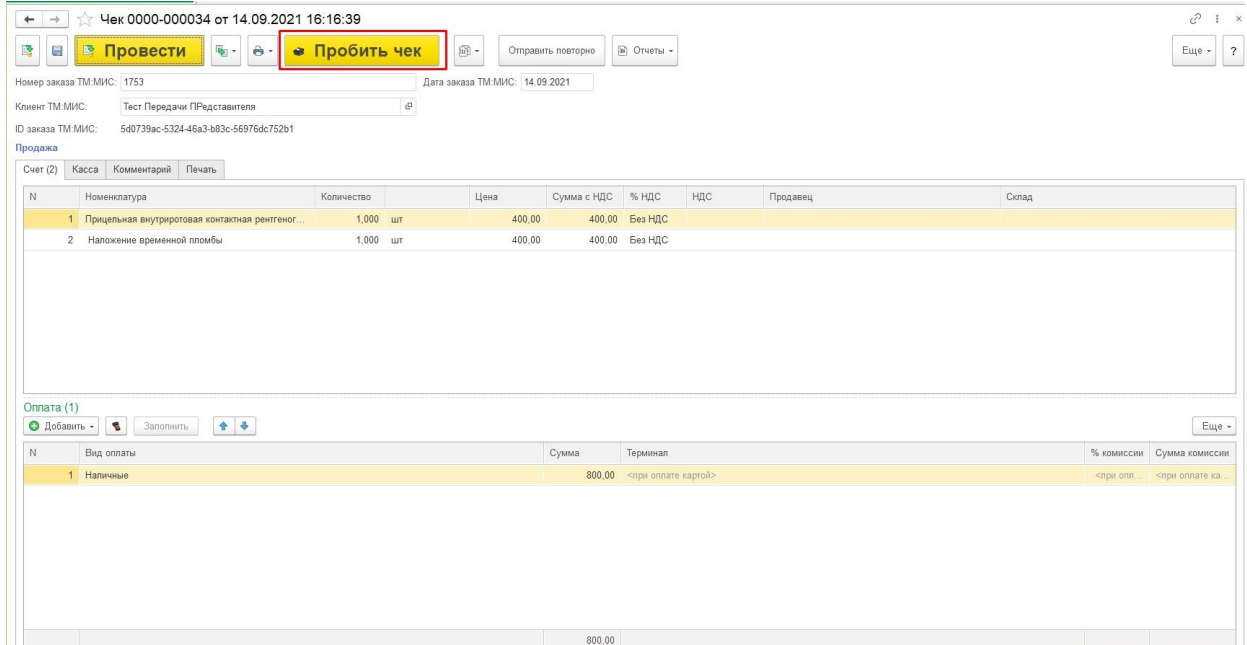 Чек 0000-000034 от 14.09.2021 16:16:39
Провести Пробить чек Отправить повторно Отчеты Еще ?
Номер заказа ТМ:МИС: 1753 Дата заказа ТМ:МИС: 14.09.2021
Клиент ТМ:МИС: Тест Передачи ПРедставителя
ID заказа ТМ:МИС: 5d0739ac-5324-46a3-b83c-56976dc752b1
Продажа
Счет (2) Касса Комментарий Печать
N Номенклатура Количество Цена Сумма с НДС % НДС НДС Продавец Склад
1 Прицельная внутриротовая контактная рентгеног... 1,000 шт 400,00 400,00 Без НДС
2 Наложение временной пломбы 1,000 шт 400,00 400,00 Без НДС
Оплата (1)
Добавить Заполнить Еще
N Вид оплаты Сумма Терминал % комиссии Сумма комиссии
1 Наличные 800,00 <при оплате картой> <при опл... <при оплате ка...
800,00